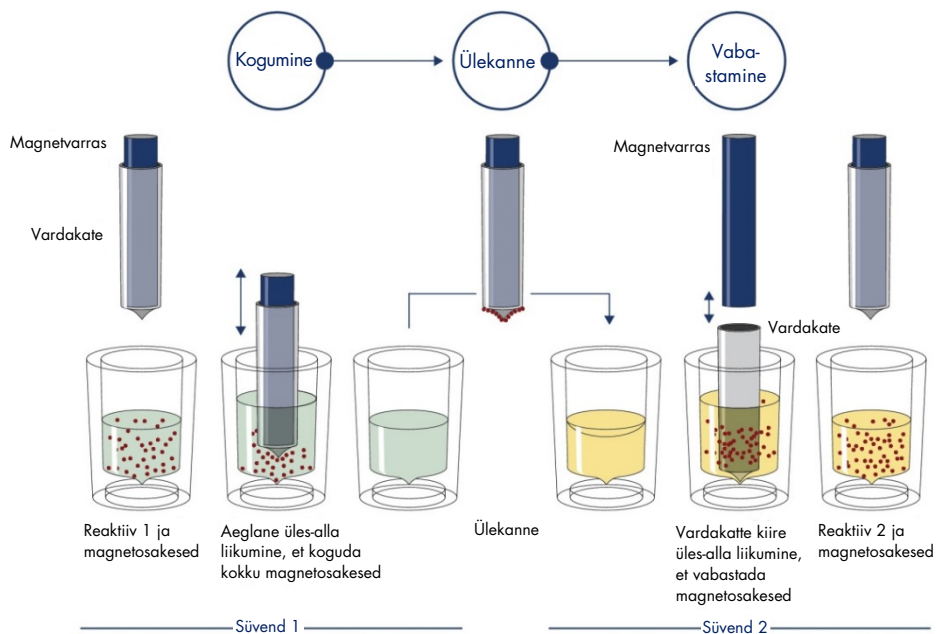 Kogumine
Ülekanne
Vaba-
stamine
Magnetvarras
Vardakate
Magnetvarras
Vardakate
Reaktiiv 1 ja
magnetosakesed
Aeglane üles-alla
liikumine, et koguda
kokku magnetosakesed
Ülekanne
Vardakatte kiire
üles-alla liikumine,
et vabastada
magnetosakesed
Reaktiiv 2 ja
magnetosakesed
Süvend 1
Süvend 2